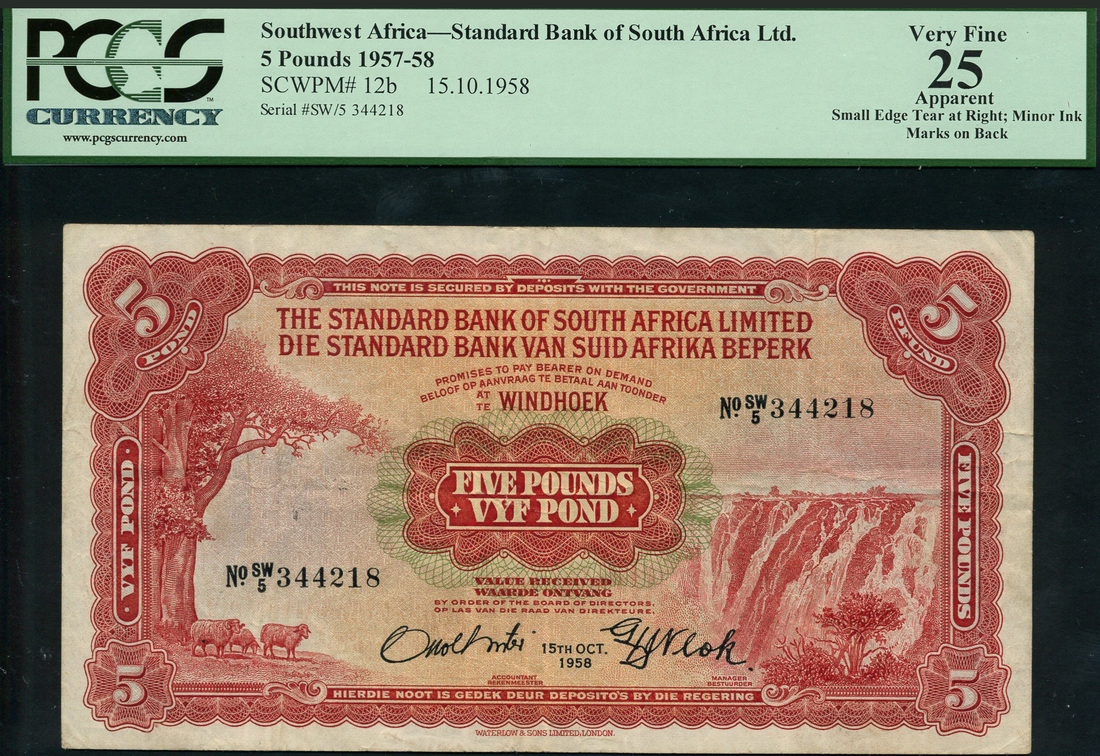 PCGS
™
CURRENCY
www.pcgscurrency.com
Southwest Africa—Standard Bank of South Africa Ltd.
5 Pounds 1957-58
SCWPM# 12b 15.10.1958
Serial #SW/5 344218
Very Fine
25
Apparent
Small Edge Tear at Right; Minor Ink
Marks on Back
THIS NOTE IS SECURED BY DEPOSITS WITH THE GOVERNMENT
5
POND
5
PFUND
THE STANDARD BANK OF SOUTH AFRICA LIMITED
DIE STANDARD BANK VAN SUID AFRIKA BEPERK
PROMISES TO PAY BEARER ON DEMAND
BELOOF OP AANVRAAG TE BETAAL AAN TOONDER
AT
TE WINDHOEK
No SW/5 344218
VYF POND
FIVE POUNDS
FIVE POUNDS
VYF POND
No SW/5 344218
VALUE RECEIVED
WAARDE ONTVANG
BY ORDER OF THE BOARD OF DIRECTORS.
OP LAS VAN DIE RAAD VAN DIREKTEURE.
15TH OCT.
1958
ACCOUNTANT
REKENMEESTER
MANAGER
BESTUURDER
5
5
HIERDIE NOOT IS GEDEK DEUR DEPOSITO'S BY DIE REGERING
WATERLOW & SONS LIMITED, LONDON.